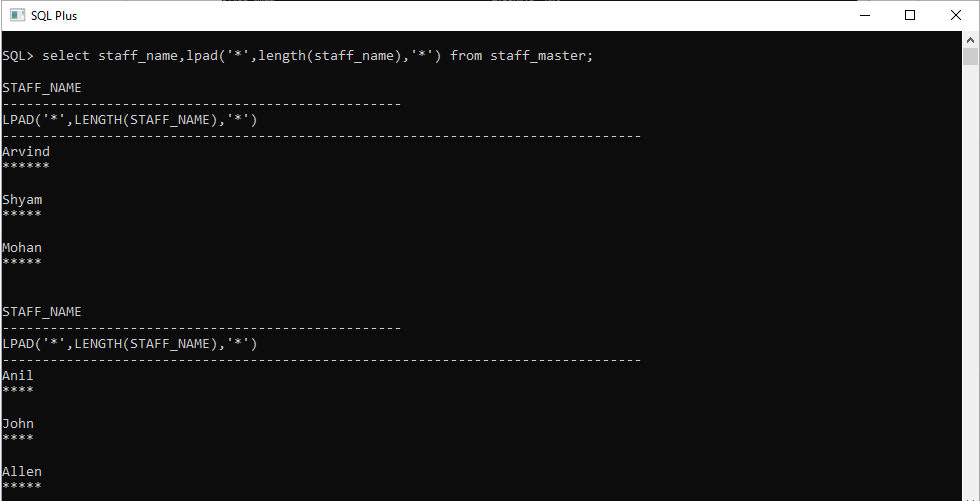 SQL Plus
SQL> select staff_name,lpad('*',length(staff_name),'*') from staff_master;
STAFF_NAME
--------------------------------------------------
LPAD('*',LENGTH(STAFF_NAME),'*')
--------------------------------------------------------------------------------
Arvind
******
Shyam
*****
Mohan
*****
STAFF_NAME
--------------------------------------------------
LPAD('*',LENGTH(STAFF_NAME),'*')
--------------------------------------------------------------------------------
Anil
****
John
****
Allen
*****